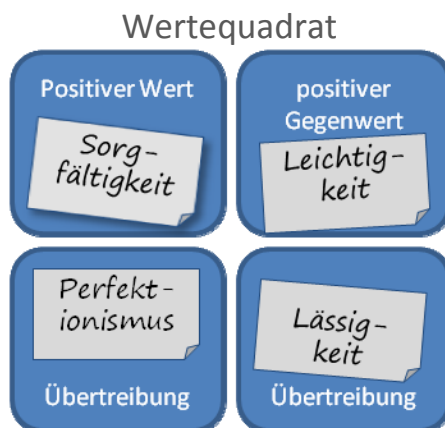 Wertequadrat
Positiver Wert
Sorg-
fältigkeit
positiver
Gegenwert
Leichtig-
keit
Perfekt-
ionismus
Übertreibung
Lässig-
keit
Übertreibung